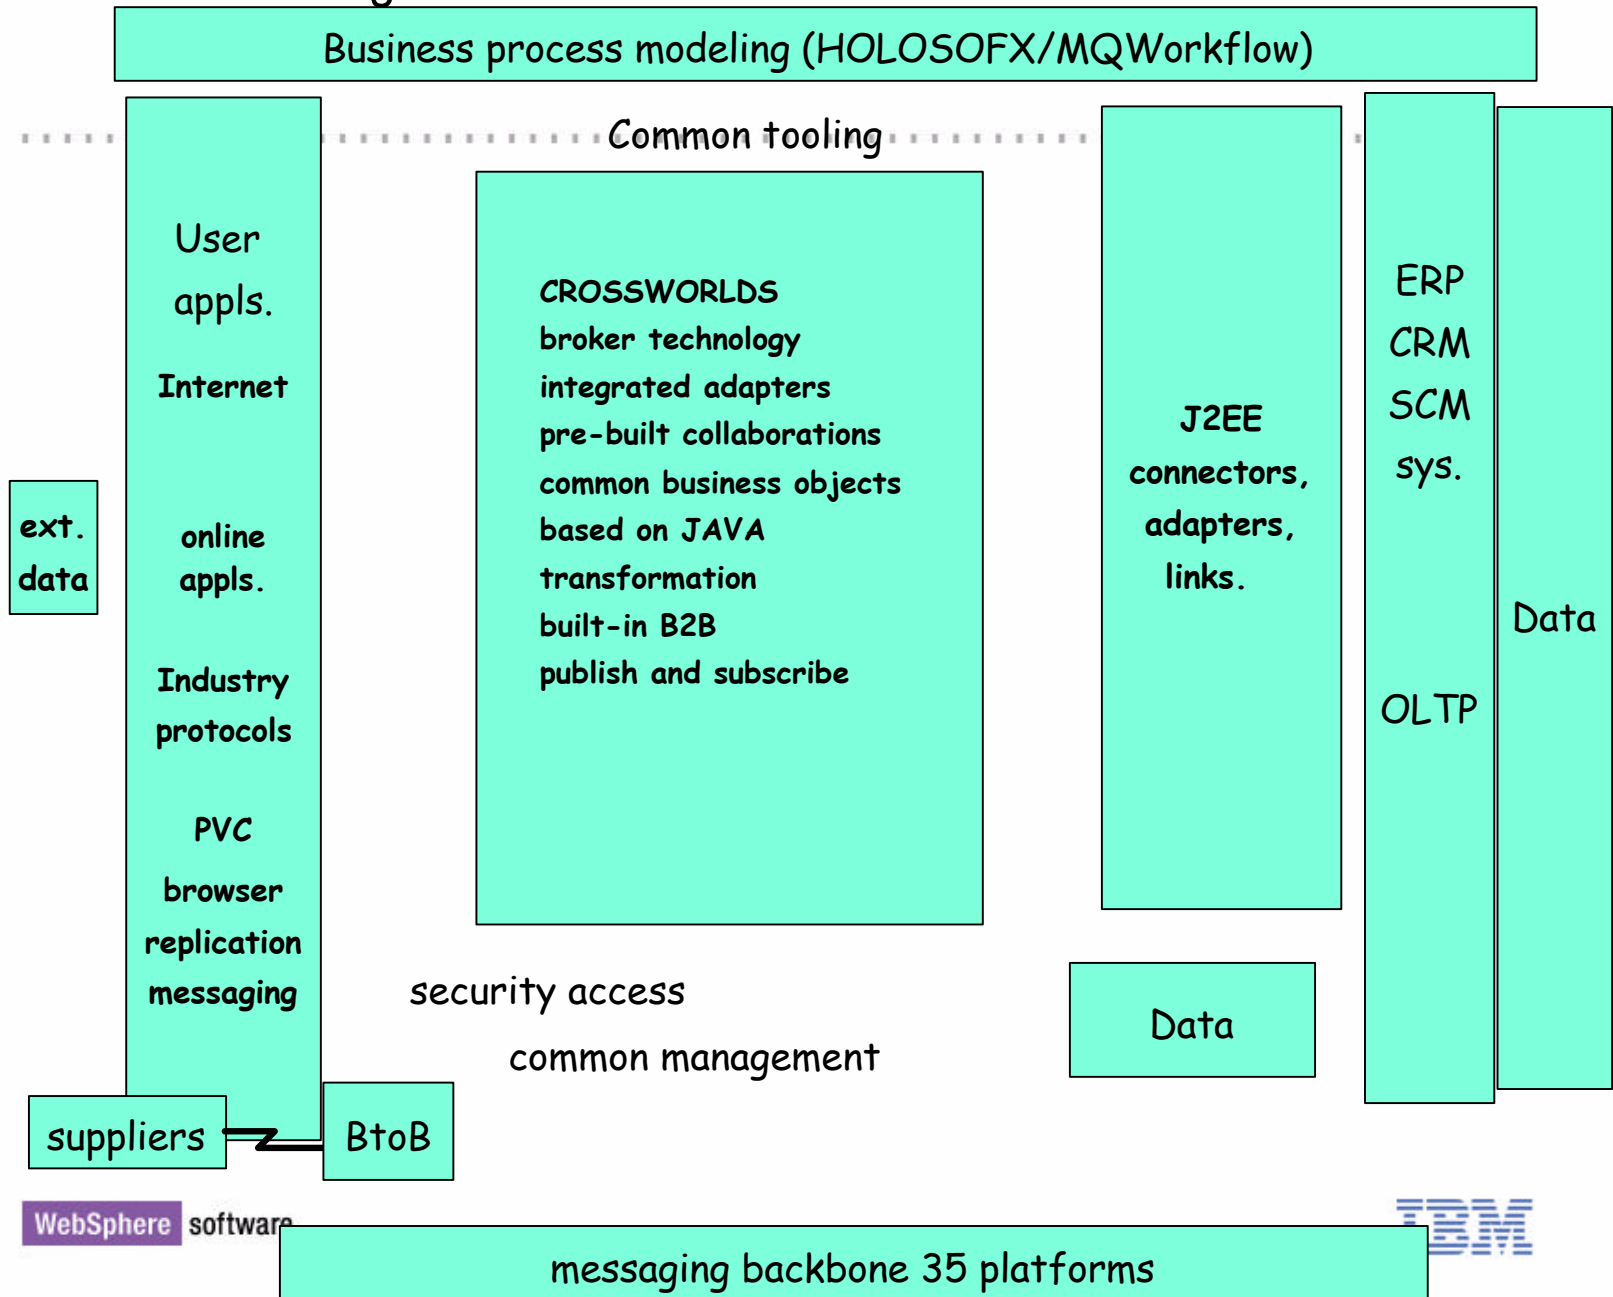 Business process modeling (HOLOSOFX/MQWorkflow)
Common tooling
User
appls.
Internet
online
appls.
Industry
protocols
PVC
browser
replication
messaging
ext.
data
CROSSWORLDS
broker technology
integrated adapters
pre-built collaborations
common business objects
based on JAVA
transformation
built-in B2B
publish and subscribe
J2EE
connectors,
adapters,
links.
ERP
CRM
SCM
sys.
OLTP
Data
security access
common management
Data
suppliers
BtoB
WebSphere software
IBM
messaging backbone 35 platforms